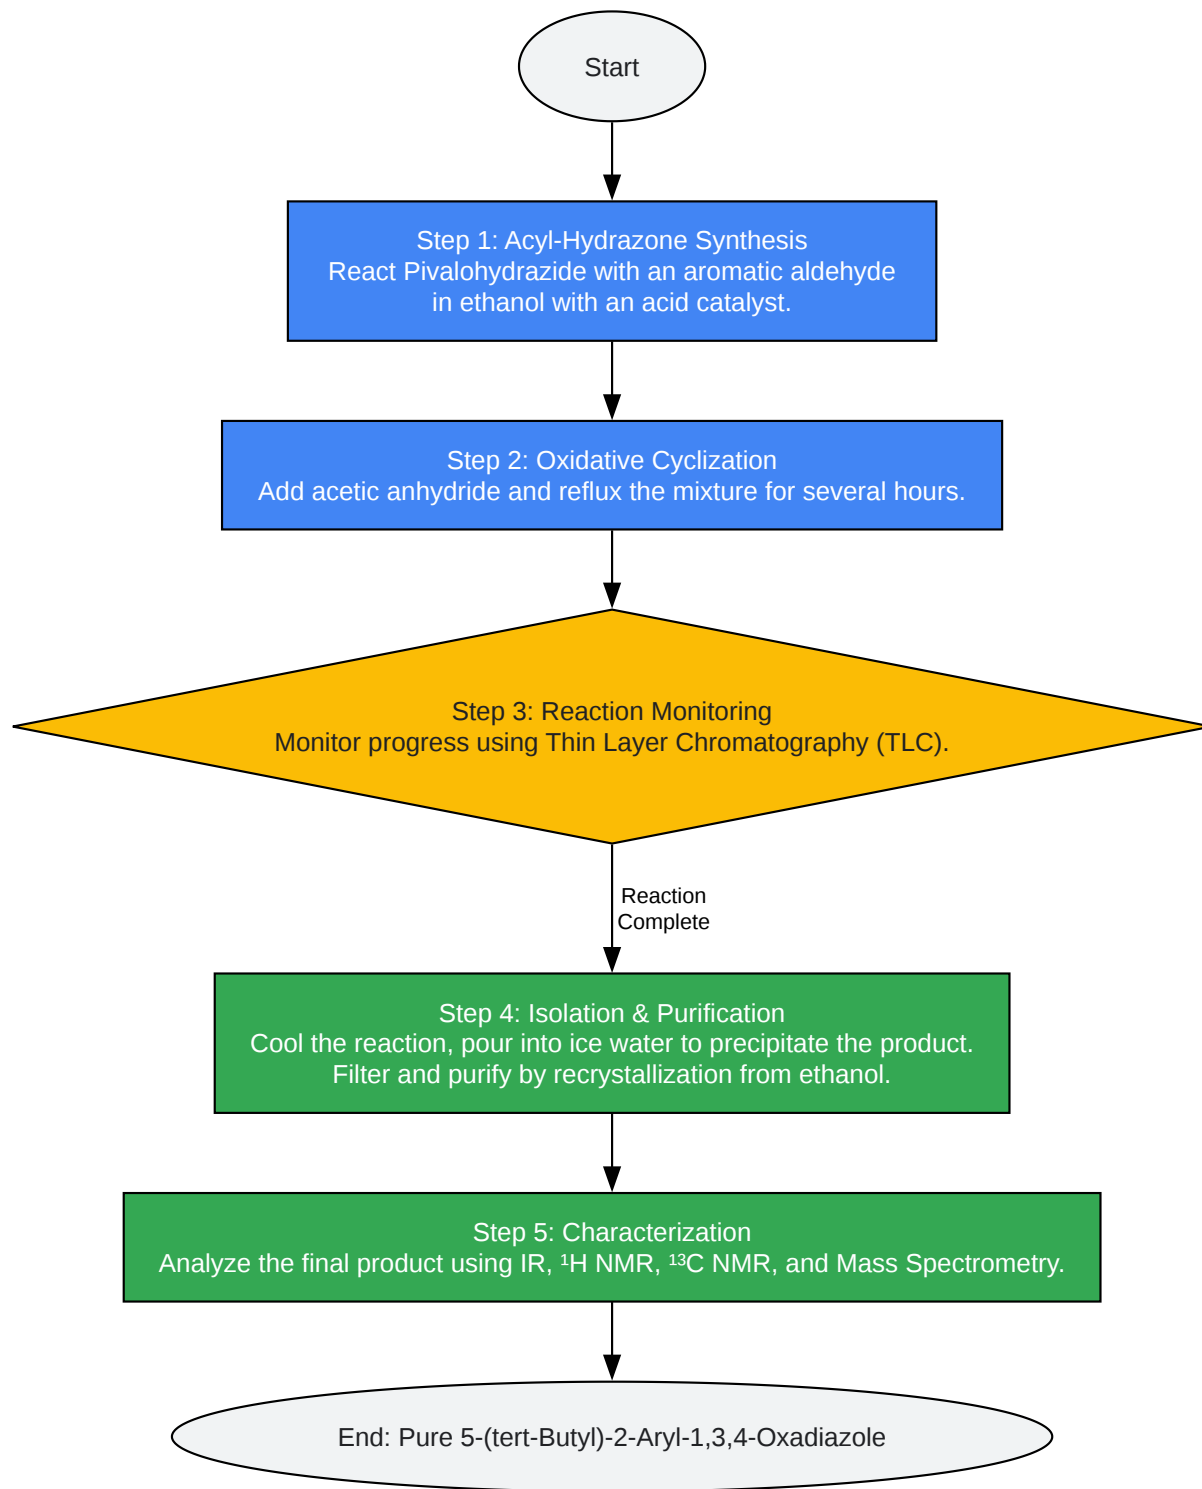 Start
Step 1: Acyl-Hydrazone Synthesis
React Pivalohydrazide with an aromatic aldehyde
in ethanol with an acid catalyst.
Step 2: Oxidative Cyclization
Add acetic anhydride and reflux the mixture for several hours.
Step 3: Reaction Monitoring
Monitor progress using Thin Layer Chromatography (TLC).
Reaction
Complete
Step 4: Isolation & Purification
Cool the reaction, pour into ice water to precipitate the product.
Filter and purify by recrystallization from ethanol.
Step 5: Characterization
Analyze the final product using IR, ¹H NMR, ¹³C NMR, and Mass Spectrometry.
End: Pure 5-(tert-Butyl)-2-Aryl-1,3,4-Oxadiazole